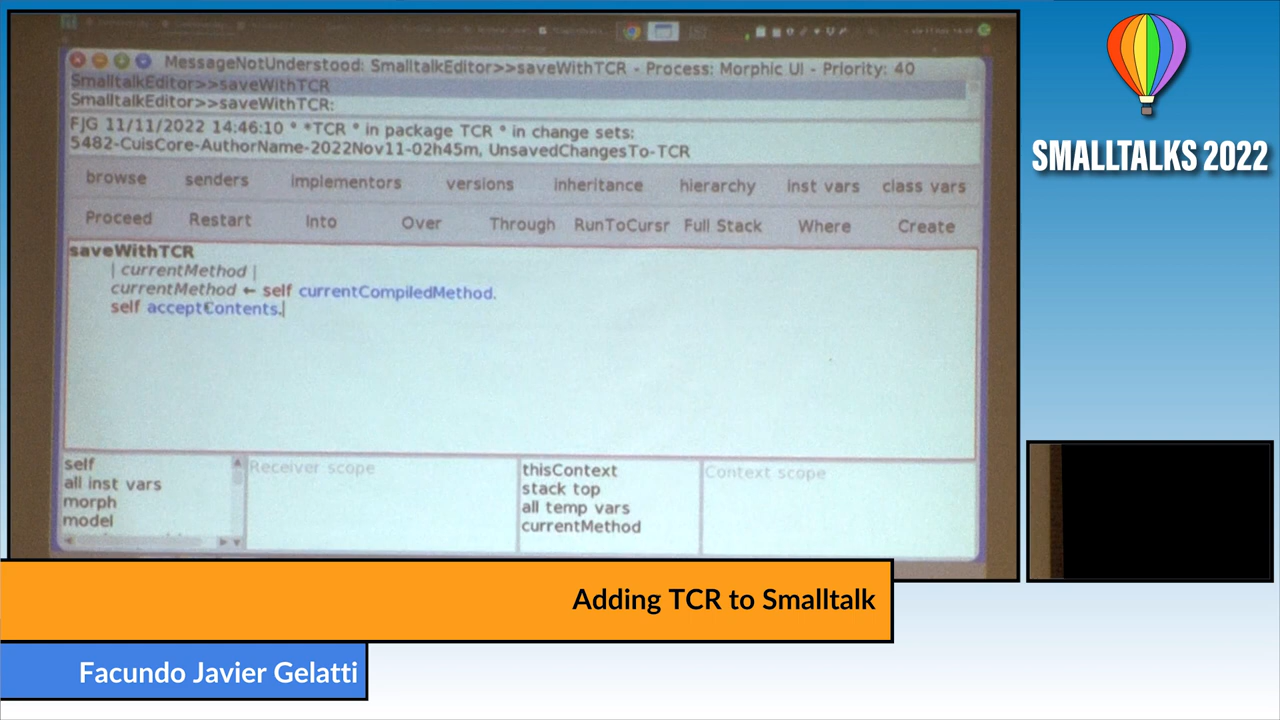 MessageNotUnderstood: SmalltalkEditor>>saveWithTCR - Process: Morphic UI - Priority: 40
SmalltalkEditor>>saveWithTCR
SmalltalkEditor>>saveWithTCR:
FJG 11/11/2022 14:46:10 * *TCR * in package TCR * in change sets:
5482-CuisCore-AuthorName-2022Nov11-02h45m, UnsavedChangesTo-TCR
browse senders implementors versions inheritance hierarchy inst vars class vars
Proceed Restart Into Over Through RunToCursr Full Stack Where Create
saveWithTCR
| currentMethod |
currentMethod ← self currentCompiledMethod.
self acceptContents.
self
all inst vars
morph
model
Receiver scope
thisContext
stack top
all temp vars
currentMethod
Context scope
SMALLTALKS 2022
Adding TCR to Smalltalk
Facundo Javier Gelatti